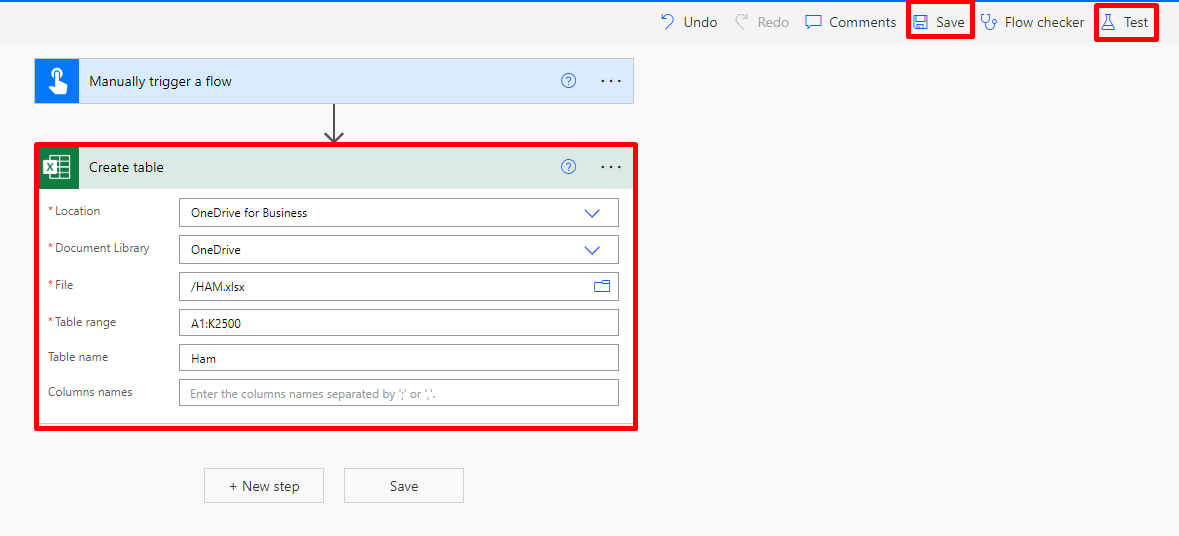 Undo Redo Comments Save Flow checker Test
Manually trigger a flow
Create table
* Location OneDrive for Business
* Document Library OneDrive
* File /HAM.xlsx
* Table range A1:K2500
Table name Ham
Columns names Enter the columns names separated by ';' or ','.
+ New step Save